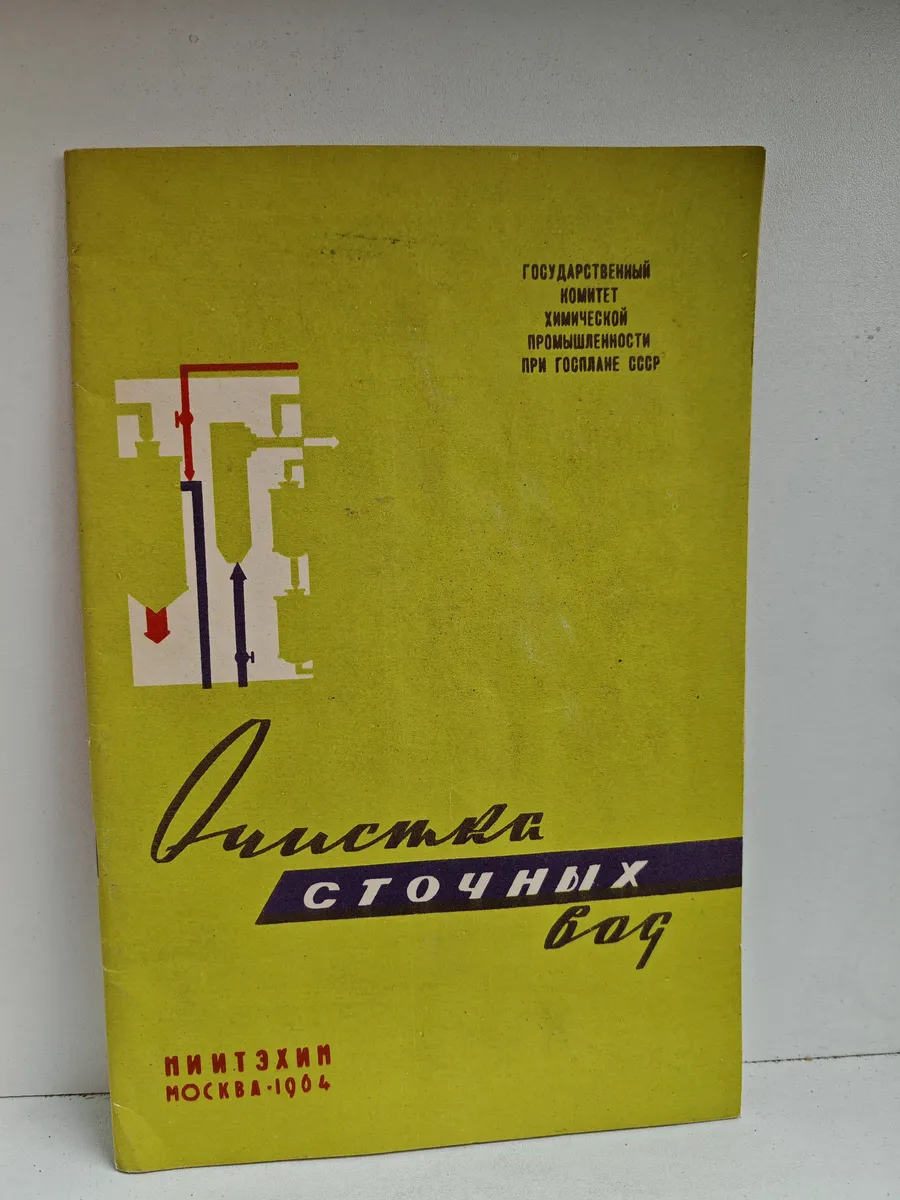 ГОСУДАРСТВЕННЫЙ
КОМИТЕТ
ХИМИЧЕСКОЙ
ПРОМЫШЛЕННОСТИ
ПРИ ГОСПЛАНЕ СССР
Очистка
СТОЧНЫХ
вод
НИИТЭХИМ
МОСКВА·1964